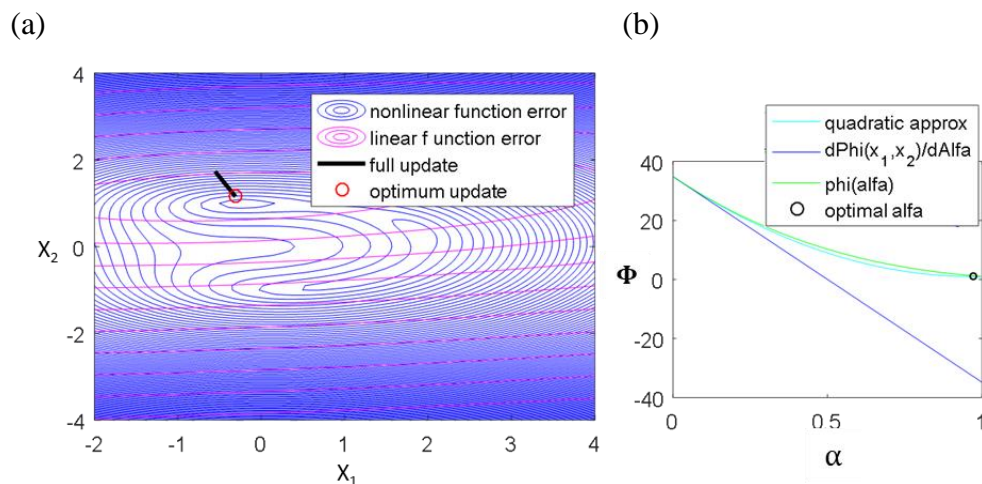 (a)
4
2
0
-2
-4
X2
-2
-1
0
1
2
3
4
X1
nonlinear function error
linear f unction error
full update
optimum update
(b)
quadratic approx
dPhi(x1,x2)/dAlfa
phi(alfa)
optimal alfa
40
20
0
-20
-40
Φ
0
0.5
1
α